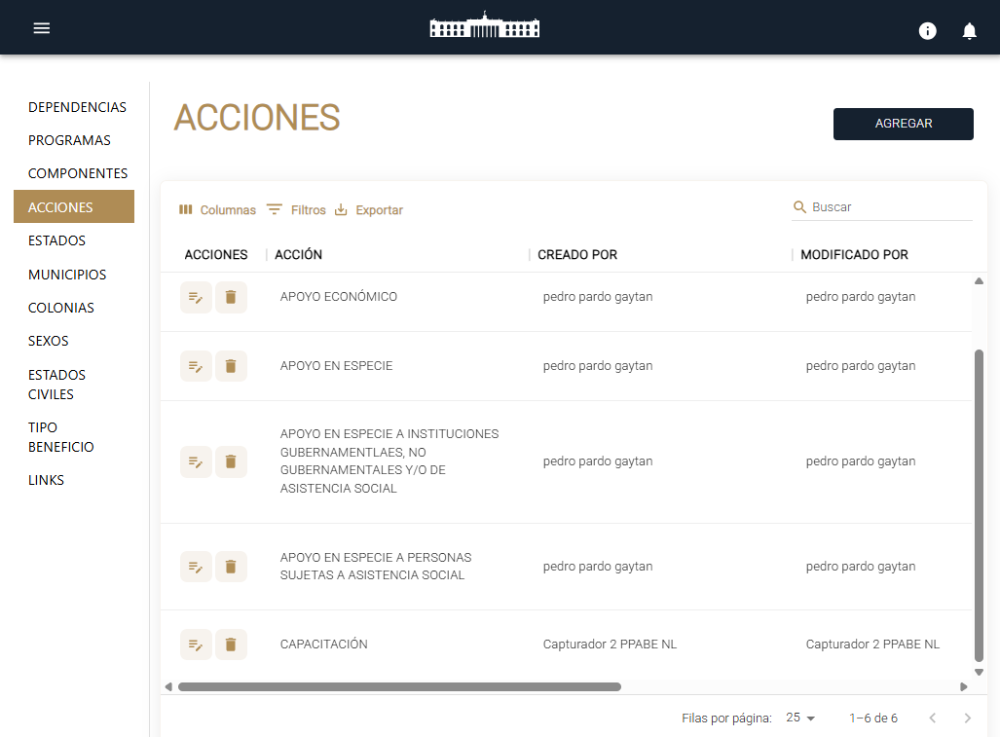 DEPENDENCIAS
PROGRAMAS
COMPONENTES
ACCIONES
ESTADOS
MUNICIPIOS
COLONIAS
SEXOS
ESTADOS
CIVILES
TIPO
BENEFICIO
LINKS
ACCIONES
AGREGAR
Columnas Filtros Exportar
Buscar
ACCIONES ACCIÓN CREADO POR MODIFICADO POR
APOYO ECONÓMICO pedro pardo gaytan pedro pardo gaytan
APOYO EN ESPECIE pedro pardo gaytan pedro pardo gaytan
APOYO EN ESPECIE A INSTITUCIONES
GUBERNAMENTLAES, NO
GUBERNAMENTALES Y/O DE
ASISTENCIA SOCIAL
pedro pardo gaytan pedro pardo gaytan
APOYO EN ESPECIE A PERSONAS
SUJETAS A ASISTENCIA SOCIAL
pedro pardo gaytan pedro pardo gaytan
CAPACITACIÓN Capturador 2 PPABE NL Capturador 2 PPABE NL
Filas por página: 25 1–6 de 6